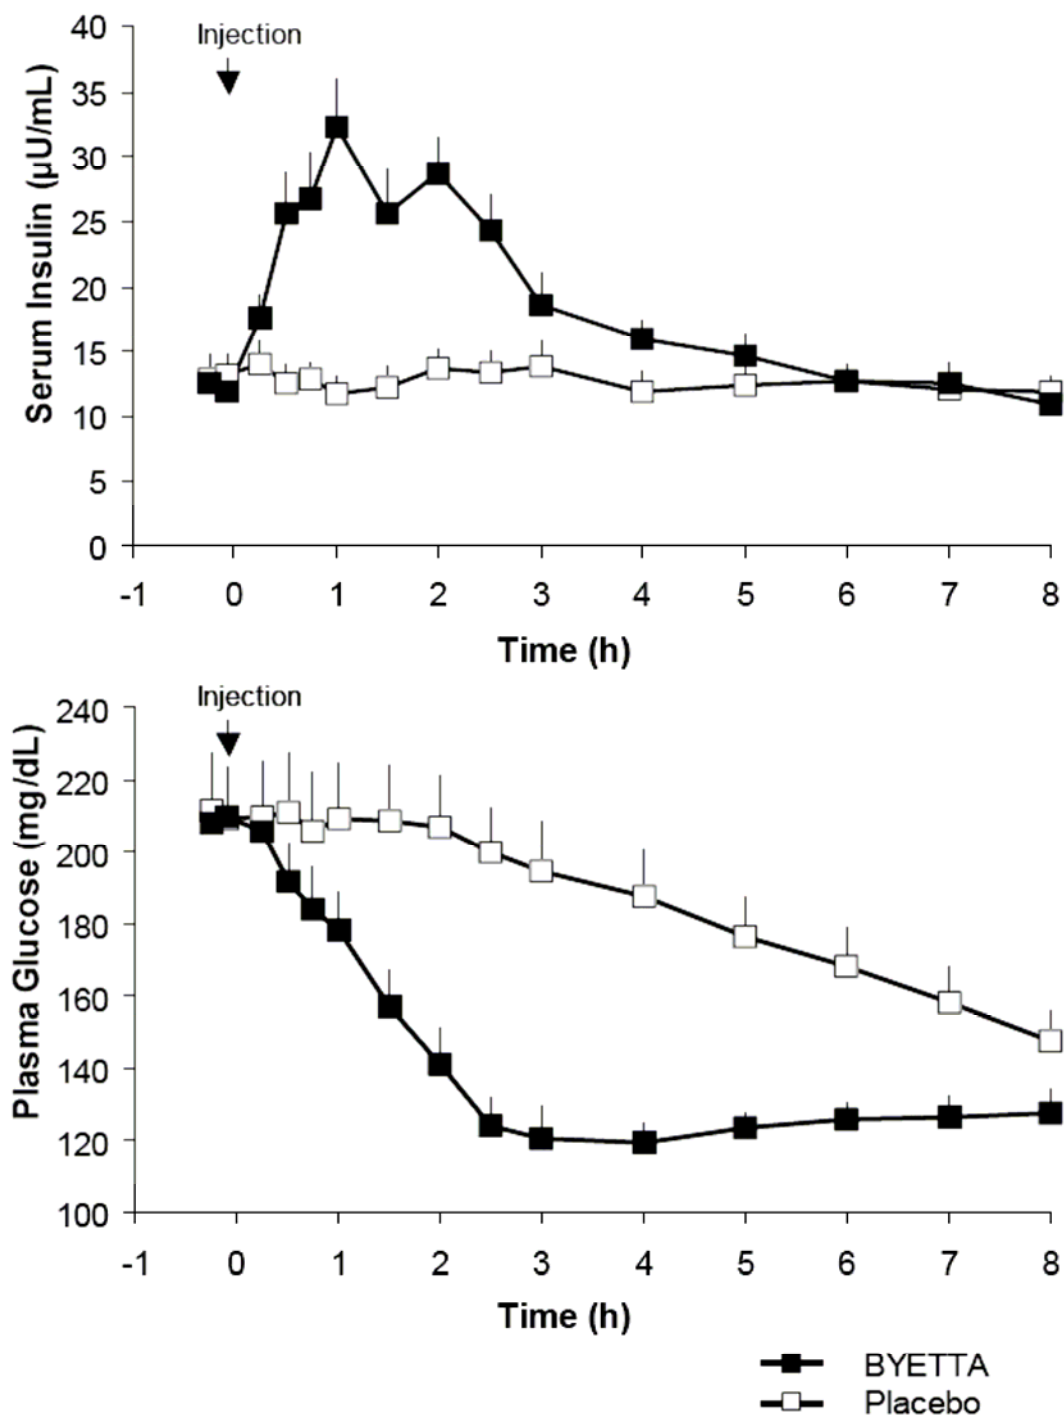 Injection
40
35
30
25
20
15
10
5
0
Serum Insulin (µU/mL)
-1 0 1 2 3 4 5 6 7 8
Time (h)
Injection
240
220
200
180
160
140
120
100
Plasma Glucose (mg/dL)
-1 0 1 2 3 4 5 6 7 8
Time (h)
BYETTA
Placebo